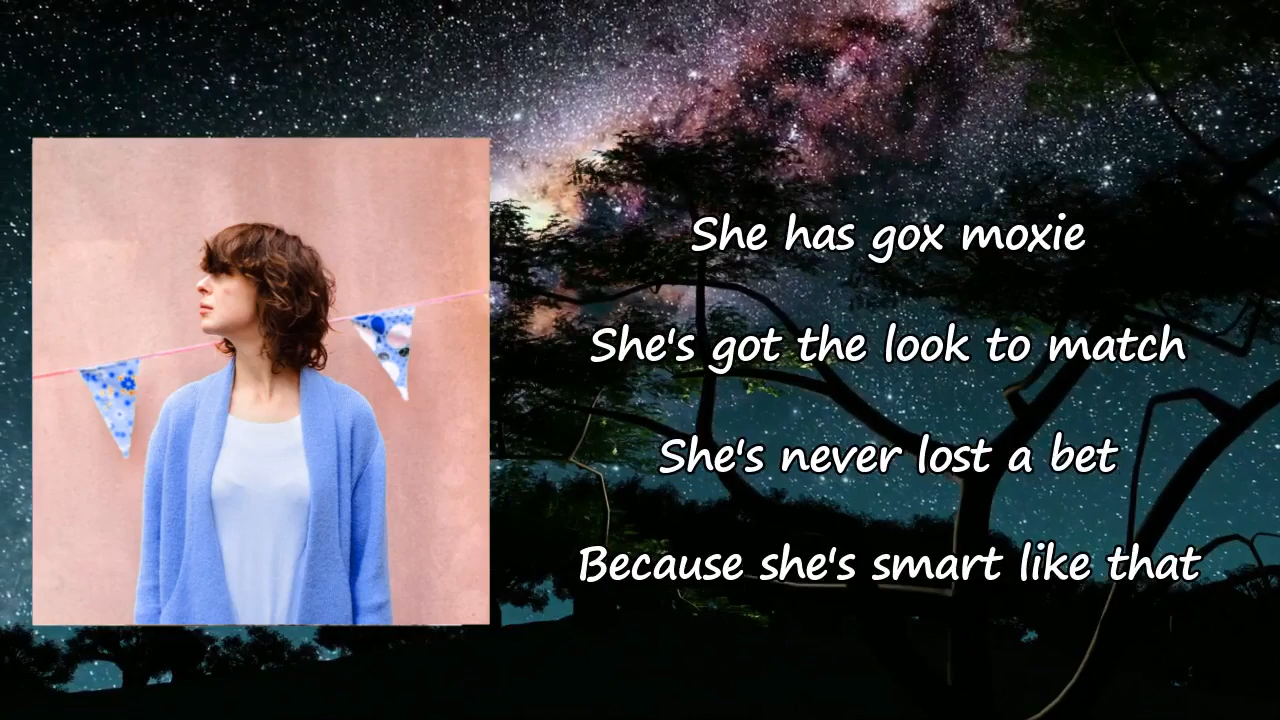 She has gox moxie
She's got the look to match
She's never lost a bet
Because she's smart like that